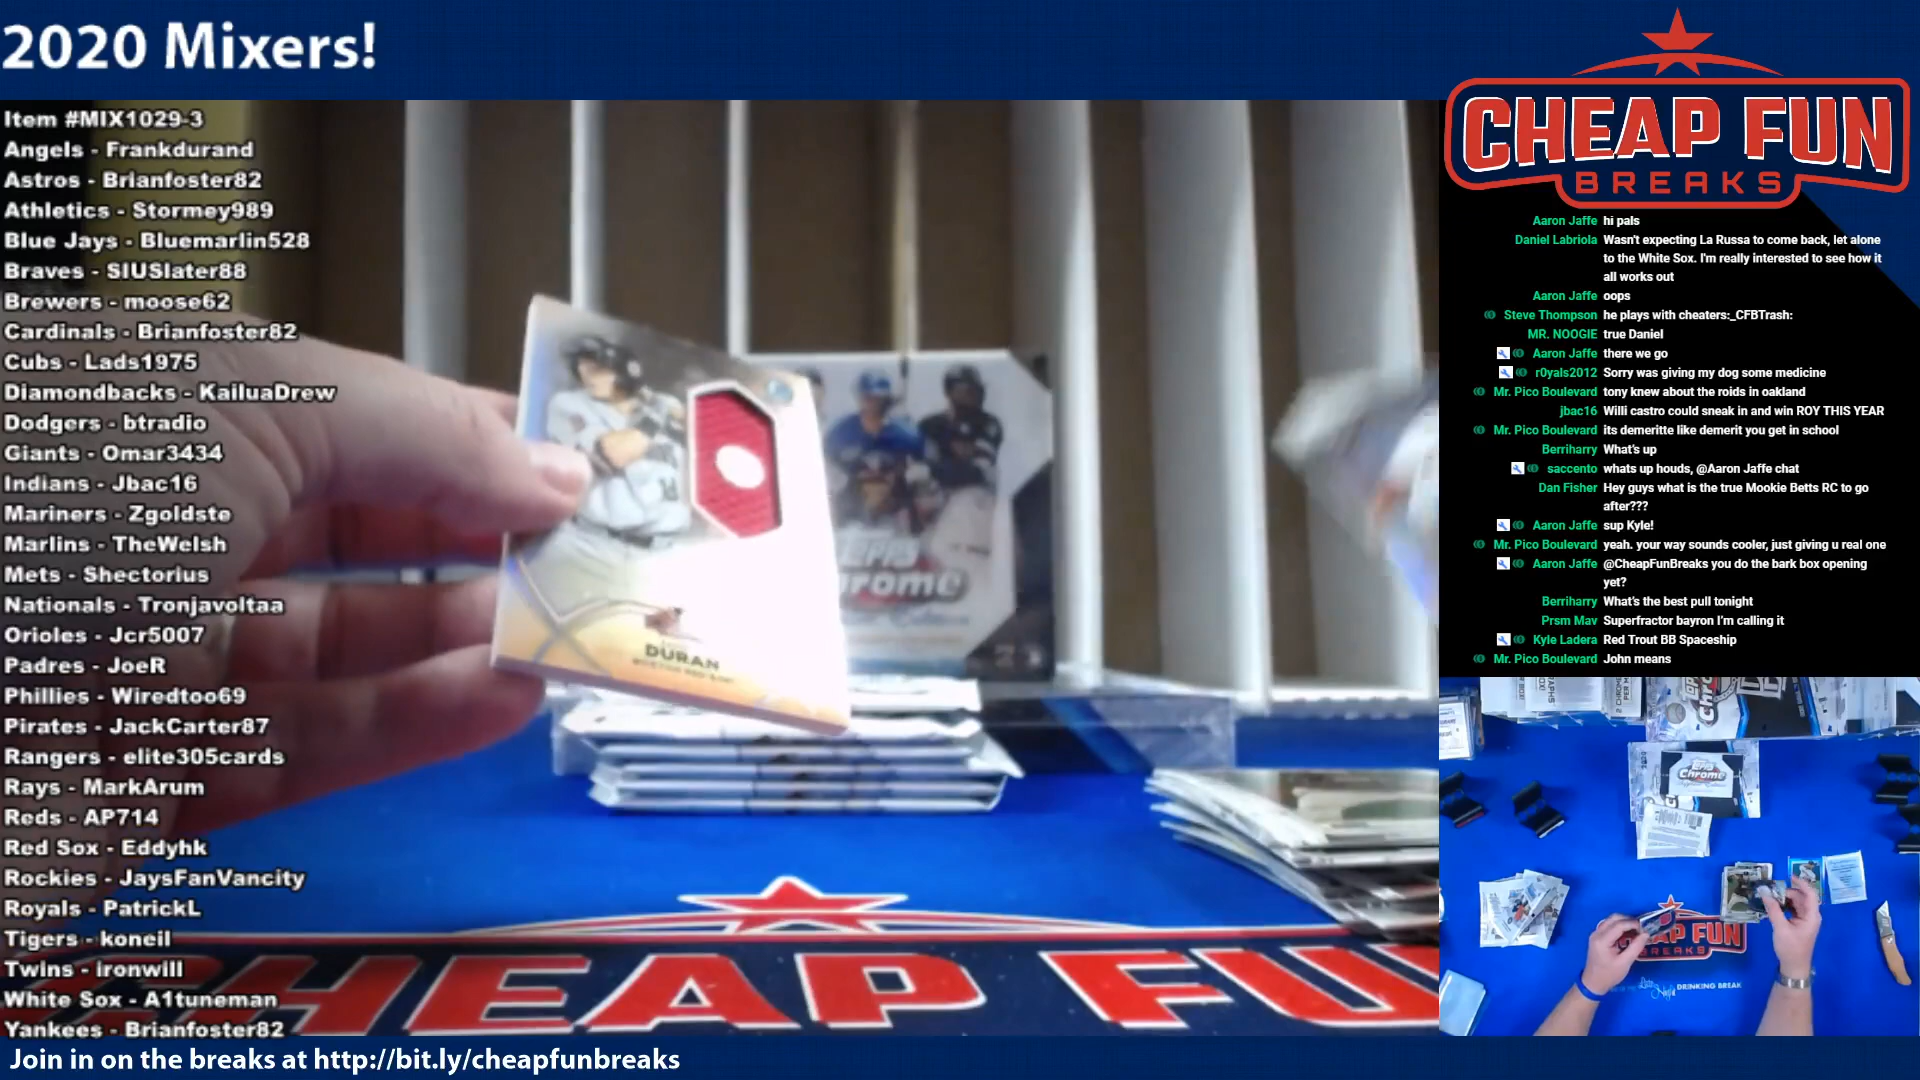 2020 Mixers!
Item #MIX1029-3
Angels - Frankdurand
Astros - Brianfoster82
Athletics - Stormey989
Blue Jays - Bluemarlin528
Braves - SIUSlater88
Brewers - moose62
Cardinals - Brianfoster82
Cubs - Lads1975
Diamondbacks - KailuaDrew
Dodgers - btradio
Giants - Omar3434
Indians - Jbac16
Mariners - Zgoldste
Marlins - TheWelsh
Mets - Shectorius
Nationals - Tronjavoltaa
Orioles - Jcr5007
Padres - JoeR
Phillies - Wiredtoo69
Pirates - JackCarter87
Rangers - elite305cards
Rays - MarkArum
Reds - AP714
Red Sox - Eddyhk
Rockies - JaysFanVancity
Royals - PatrickL
Tigers - koneil
Twins - ironwill
White Sox - A1tuneman
Yankees - Brianfoster82
Join in on the breaks at http://bit.ly/cheapfunbreaks
DURAN
Chrome
CHEAP FU
CHEAP FUN
BREAKS
Aaron Jaffe hi pals
Daniel Labriola Wasn't expecting La Russa to come back, let alone
to the White Sox. I'm really interested to see how it
all works out
Aaron Jaffe oops
Steve Thompson he plays with cheaters:_CFBTrash:
MR. NOOGIE true Daniel
Aaron Jaffe there we go
r0yals2012 Sorry was giving my dog some medicine
Mr. Pico Boulevard tony knew about the roids in oakland
jbac16 Willi castro could sneak in and win ROY THIS YEAR
Mr. Pico Boulevard its demeritte like demerit you get in school
Berriharry What's up
saccento whats up houds, @Aaron Jaffe chat
Dan Fisher Hey guys what is the true Mookie Betts RC to go
after???
Aaron Jaffe sup Kyle!
Mr. Pico Boulevard yeah. your way sounds cooler, just giving u real one
Aaron Jaffe @CheapFunBreaks you do the bark box opening
yet?
Berriharry What's the best pull tonight
Prsm Mav Superfractor bayron I'm calling it
Kyle Ladera Red Trout BB Spaceship
Mr. Pico Boulevard John means
Chrome
AP FUN
BREAKS
DRINKING BREAK